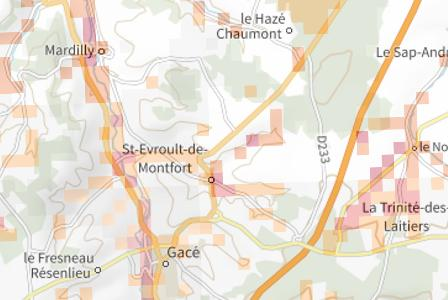 le Hazé
Chaumont
Mardilly
Le Sap-And
St-Evroult-de-
Montfort
D233
le No
La Trinité-des-
Laitiers
le Fresneau
Résenlieu
Gacé